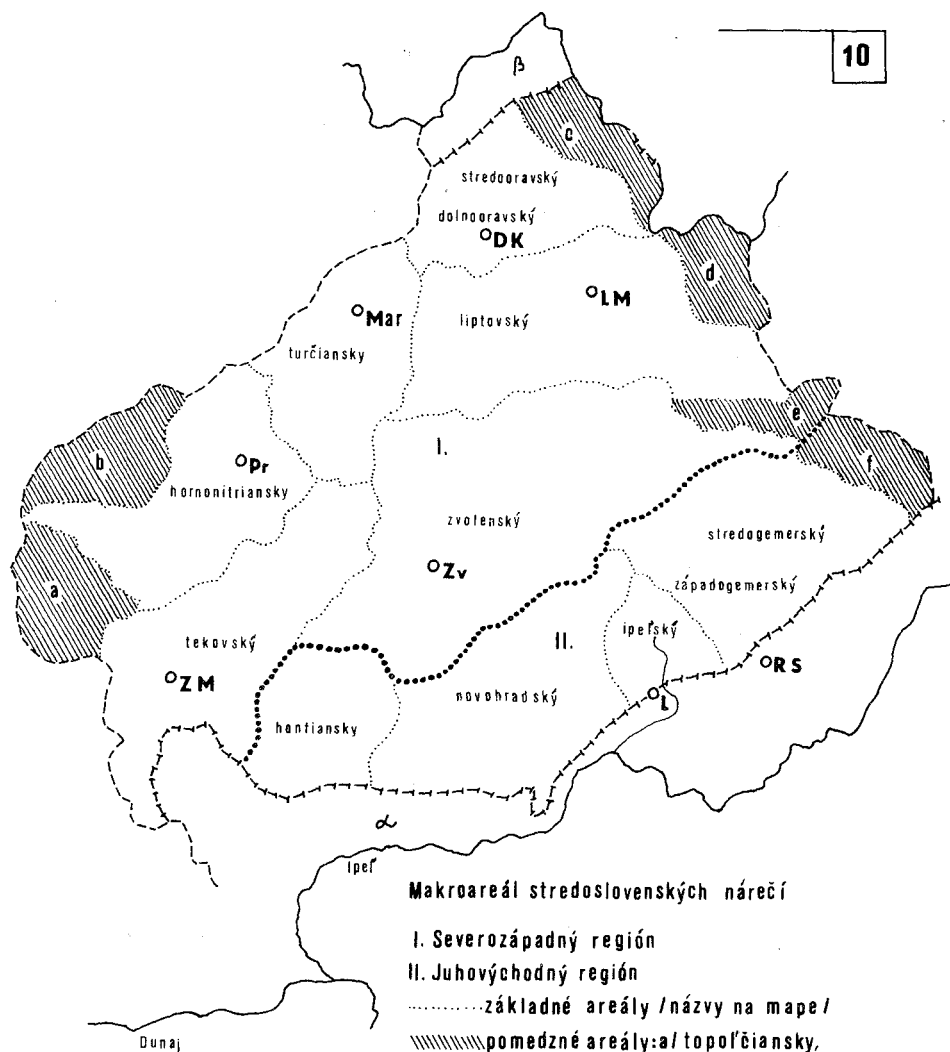 10
β
c
stredooravský
dolnooravský
DK
d
LM
Mar
liptovský
turčiansky
e
I.
b
Pr
f
hornonitriansky
zvolenský
stredogemerský
Zv
a
západogemerský
ipeľský
tekovský
II.
RS
ZM
novohradský
L
hontiansky
α
Ipeľ
Makroareál stredoslovenských nárečí
I. Severozápadný región
II. Juhovýchodný región
základné areály /názvy na mape/
pomedzné areály:a/ topoľčiansky,
Dunaj